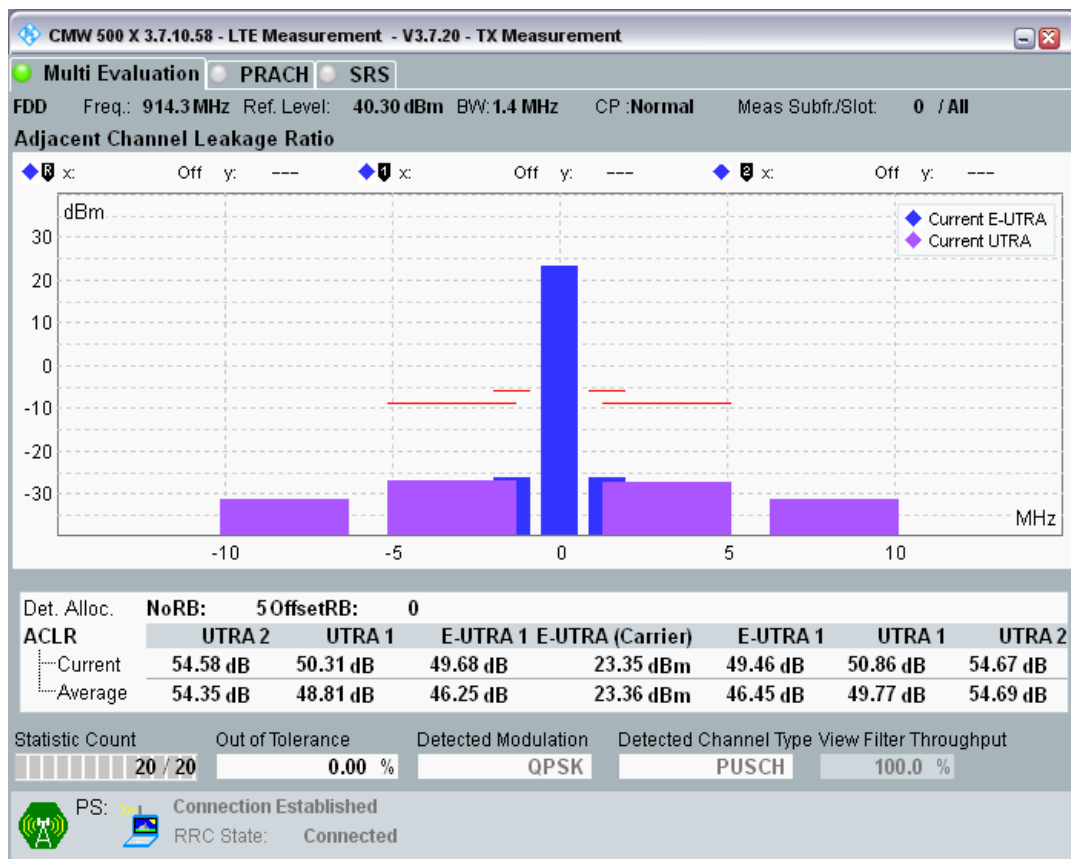 CMW 500 X 3.7.10.58 - LTE Measurement - V3.7.20 - TX Measurement
Multi Evaluation PRACH SRS
FDD Freq.: 914.3 MHz Ref. Level: 40.30 dBm BW: 1.4 MHz CP :Normal Meas Subfr./Slot: 0 / All
Adjacent Channel Leakage Ratio
R x: Off y: --- 1 x: Off y: --- 2 x: Off y: ---
dBm
Current E-UTRA
Current UTRA
30
20
10
0
-10
-20
-30
MHz
-10 -5 0 5 10
Det. Alloc. NoRB: 5 OffsetRB: 0
ACLR UTRA 2 UTRA 1 E-UTRA 1 E-UTRA (Carrier) E-UTRA 1 UTRA 1 UTRA 2
Current 54.58 dB 50.31 dB 49.68 dB 23.35 dBm 49.46 dB 50.86 dB 54.67 dB
Average 54.35 dB 48.81 dB 46.25 dB 23.36 dBm 46.45 dB 49.77 dB 54.69 dB
Statistic Count Out of Tolerance Detected Modulation Detected Channel Type View Filter Throughput
20 / 20 0.00 % QPSK PUSCH 100.0 %
PS: Connection Established
RRC State: Connected